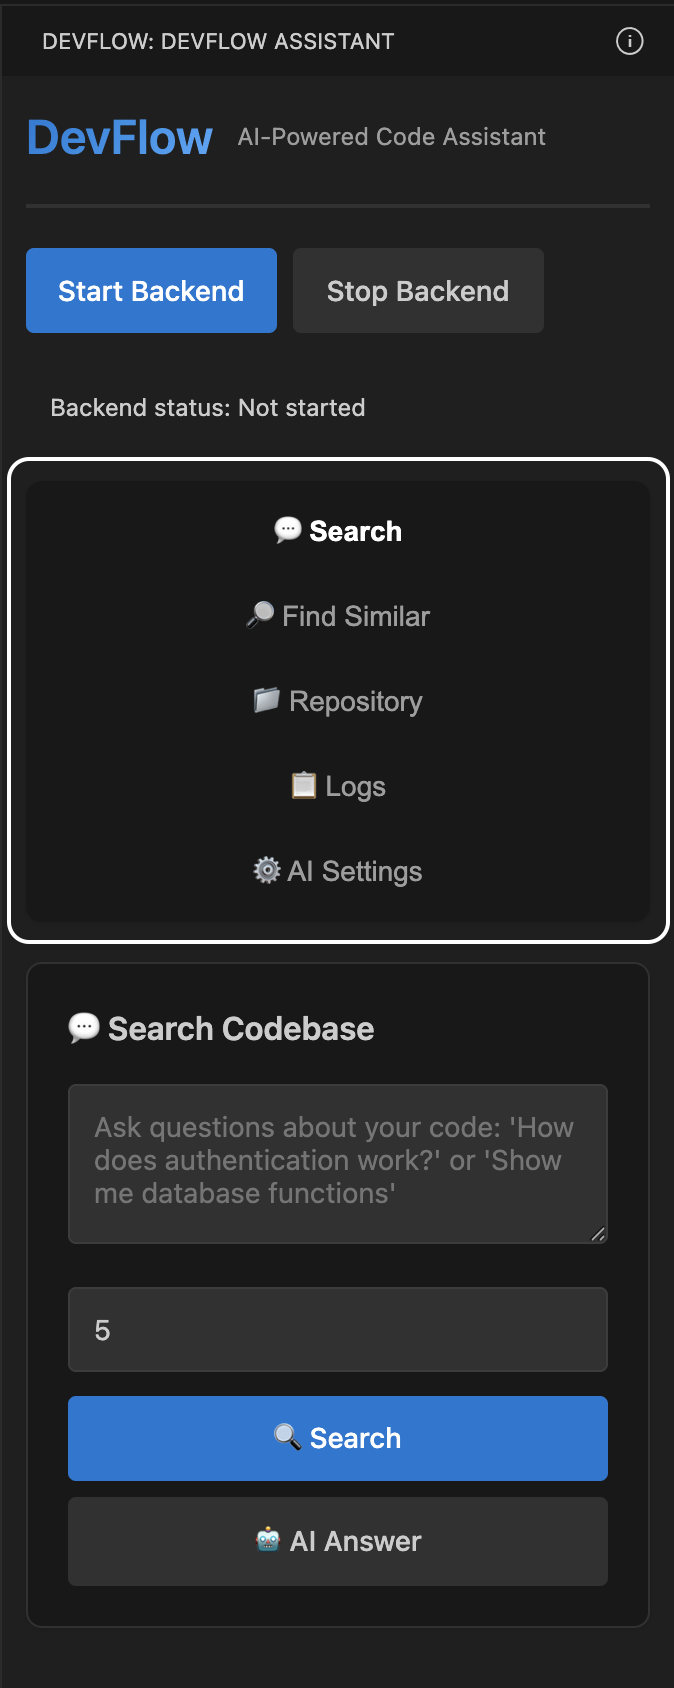 DEVFLOW: DEVFLOW ASSISTANT
DevFlow AI-Powered Code Assistant
Start Backend Stop Backend
Backend status: Not started
💬 Search
🔎 Find Similar
📁 Repository
📋 Logs
⚙️ AI Settings
💬 Search Codebase
Ask questions about your code: 'How
does authentication work?' or 'Show
me database functions'
5
🔍 Search
🤖 AI Answer